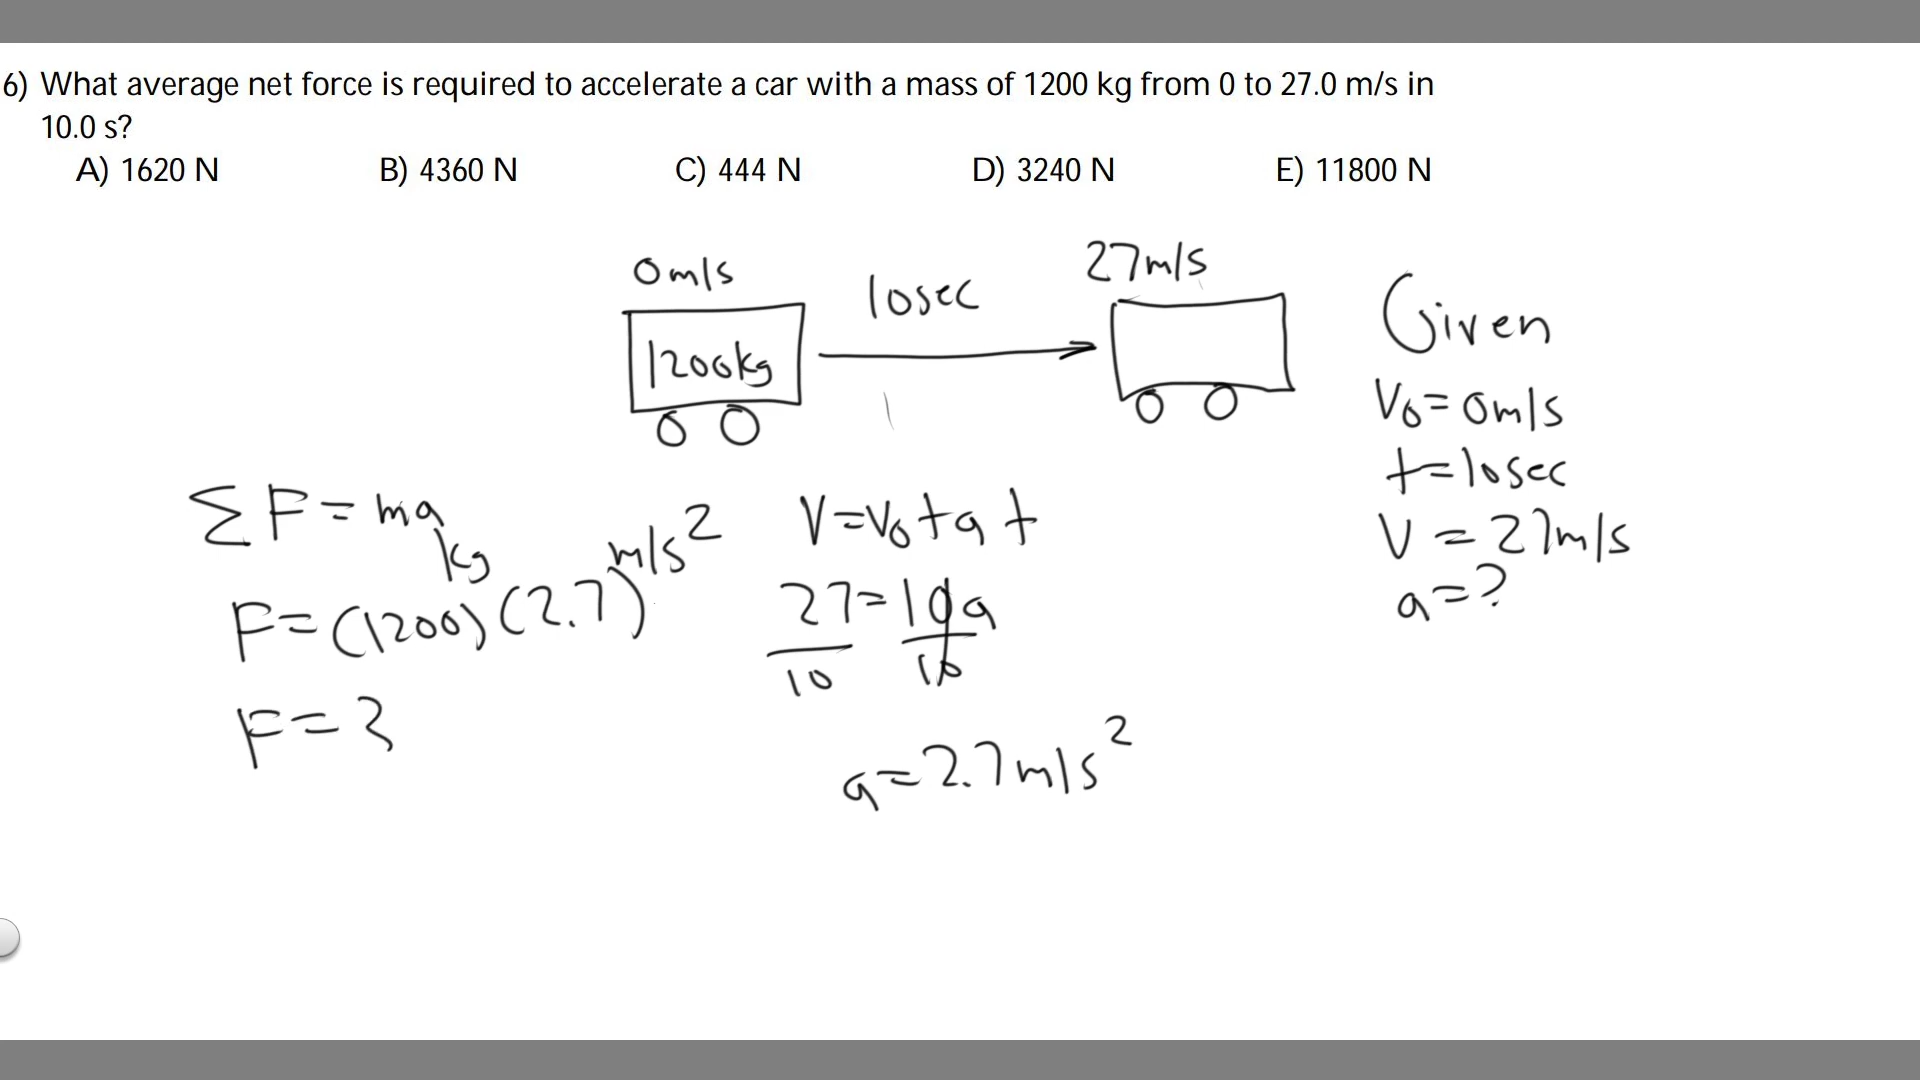 6) What average net force is required to accelerate a car with a mass of 1200 kg from 0 to 27.0 m/s in
10.0 s?
A) 1620 N B) 4360 N C) 444 N D) 3240 N E) 11800 N
0m/s
10sec
27m/s
1200kg
Given
V₀=0m/s
t=10sec
V=27m/s
a=?
ΣF=ma
kg m/s²
F=(1200)(2.7)
F=3
V=V₀+at
27=10a
10 10
a=2.7m/s²